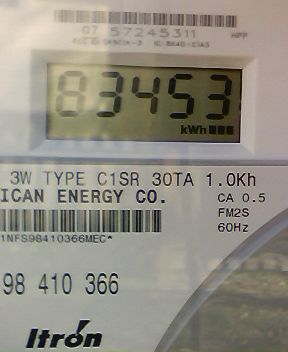 07 57245311 HPP
83453
kWh
3W TYPE C1SR 30TA 1.0Kh
ICAN ENERGY CO. CA 0.5
FM2S
60Hz
1NFS98410366MEC*
98 410 366
Itron